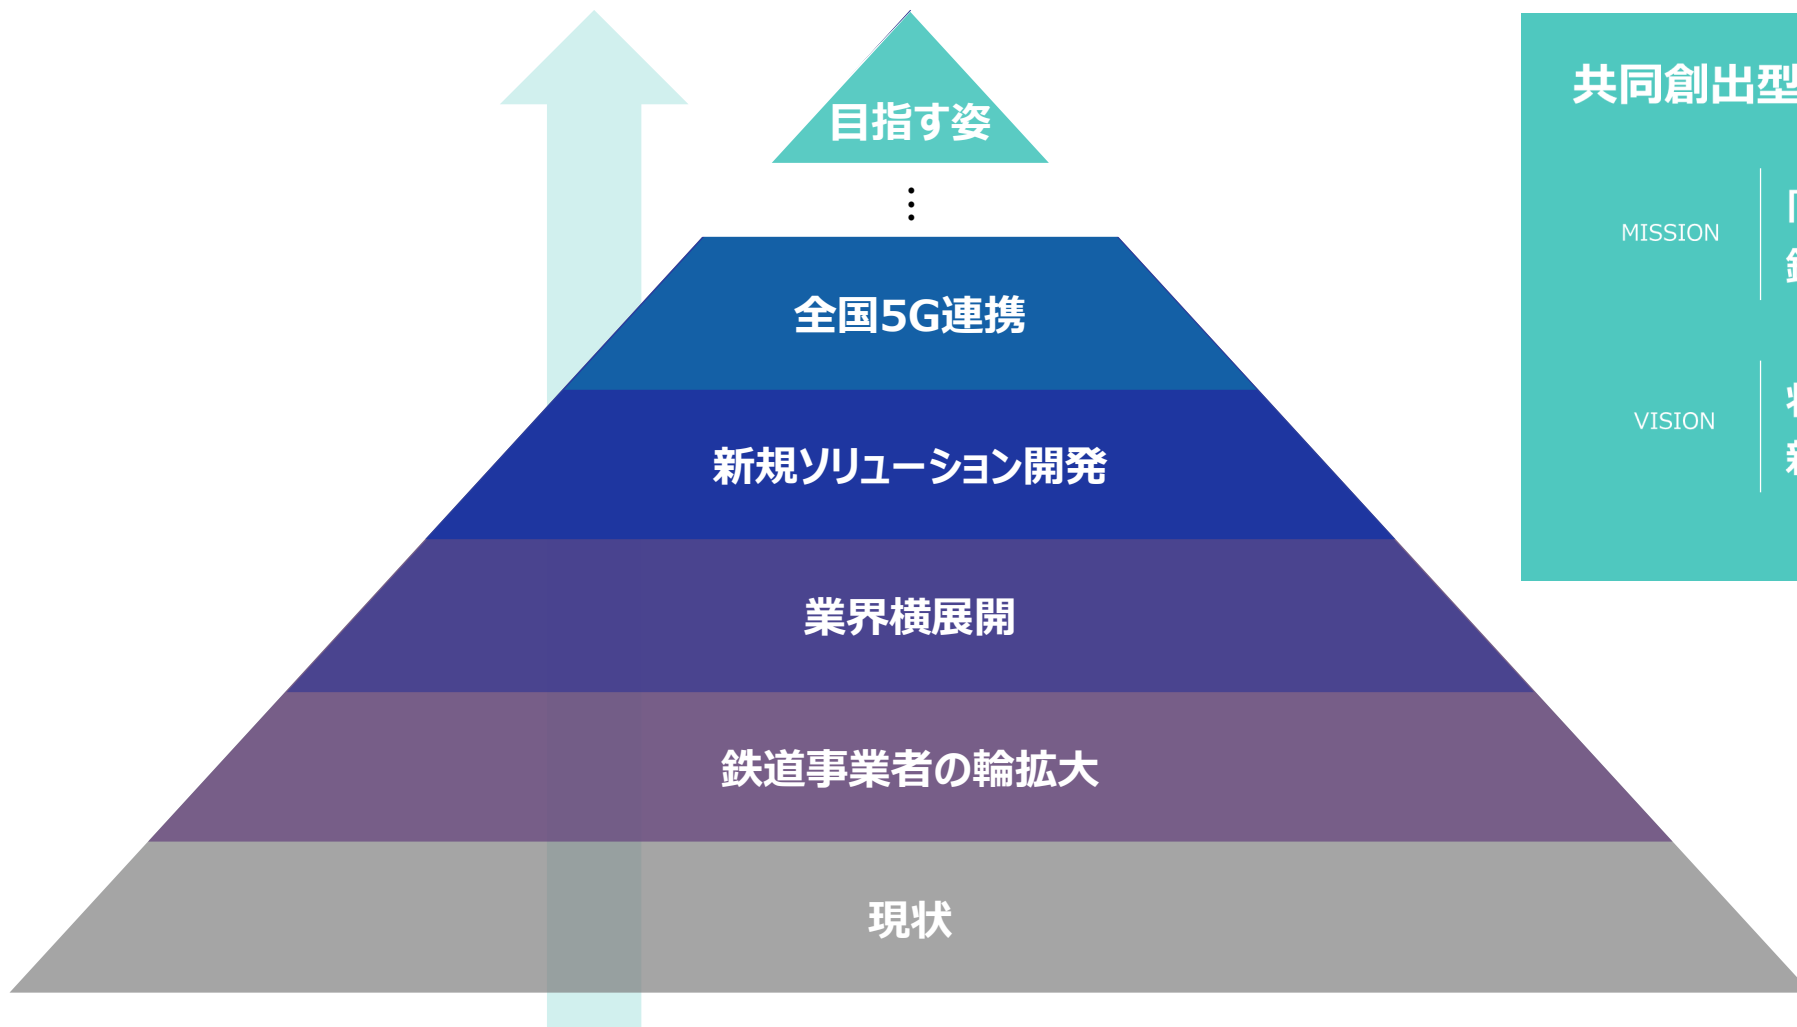 目指す姿
全国5G連携
新規ソリューション開発
業界横展開
鉄道事業者の輪拡大
現状
共同創出型
MISSION
VISION